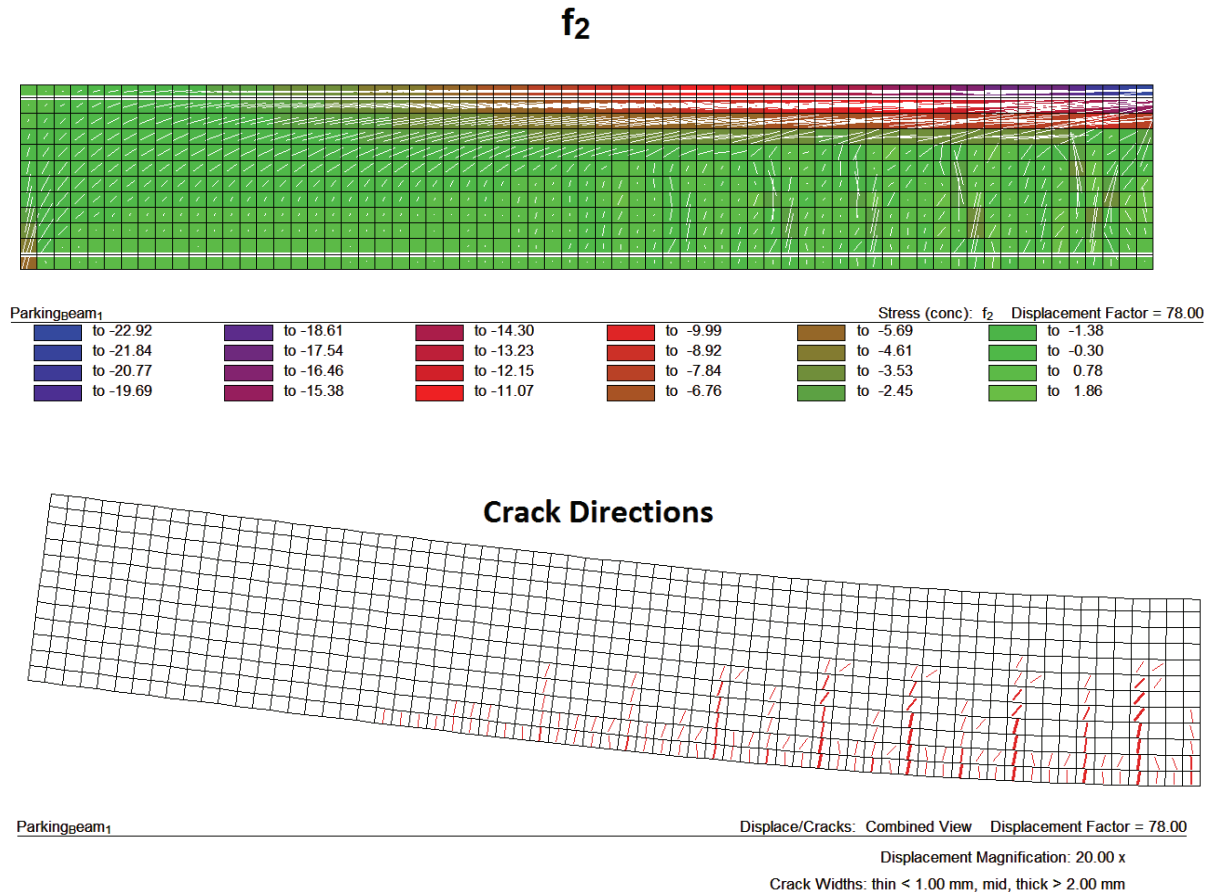 f2
ParkingBeam1 Stress (conc): f2 Displacement Factor = 78.00
to -22.92 to -18.61 to -14.30 to -9.99 to -5.69 to -1.38
to -21.84 to -17.54 to -13.23 to -8.92 to -4.61 to -0.30
to -20.77 to -16.46 to -12.15 to -7.84 to -3.53 to 0.78
to -19.69 to -15.38 to -11.07 to -6.76 to -2.45 to 1.86
Crack Directions
ParkingBeam1 Displace/Cracks: Combined View Displacement Factor = 78.00
Displacement Magnification: 20.00 x
Crack Widths: thin < 1.00 mm, mid, thick > 2.00 mm